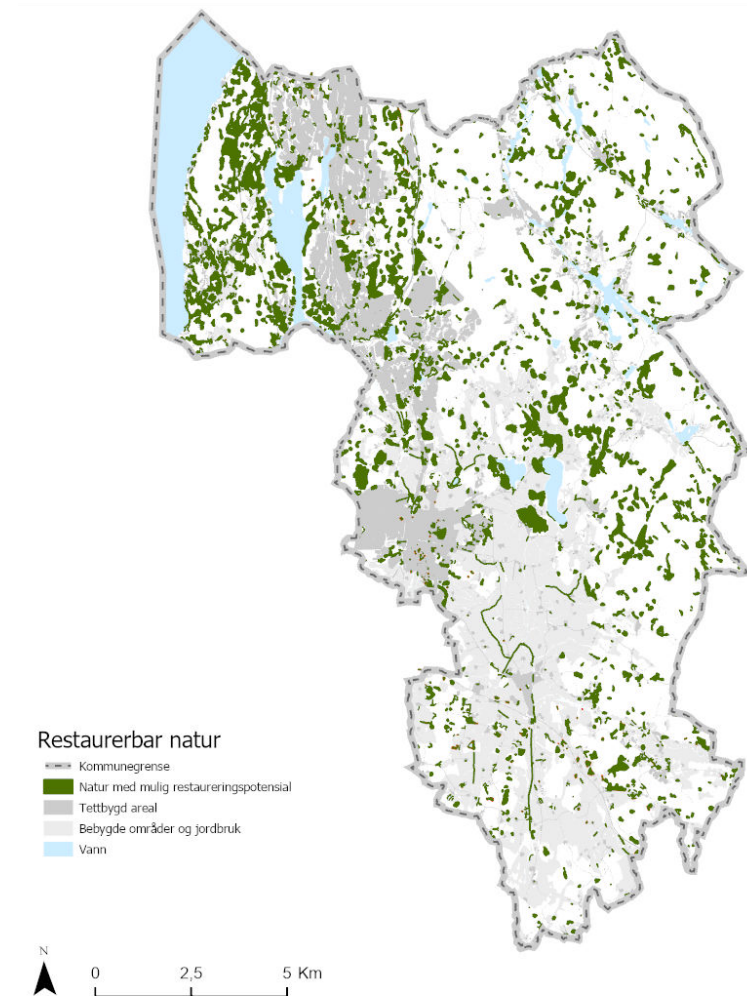 Restaurerbar natur
Kommunegrense
Natur med mulig restaureringspotensial
Tettbygd areal
Bebygde områder og jordbruk
Vann
N
0 2,5 5 Km